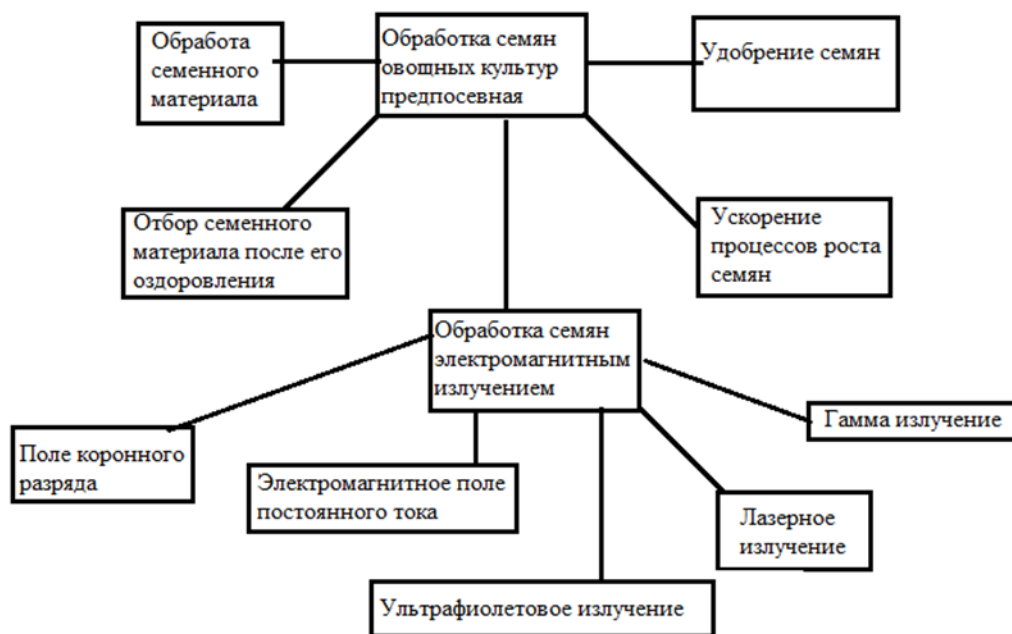 Обработа
семенного
материала
Обработка семян
овощных культур
предпосевная
Удобрение семян
Отбор семенного
материала после его
оздоровления
Ускорение
процессов роста
семян
Обработка семян
электромагнитным
излучением
Поле коронного
разряда
Электромагнитное поле
постоянного тока
Ультрафиолетовое излучение
Лазерное
излучение
Гамма излучение